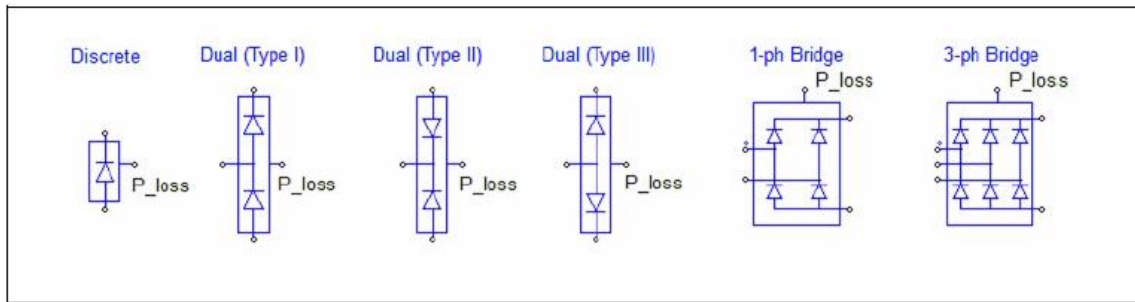 Discrete Dual (Type I) Dual (Type II) Dual (Type III) 1-ph Bridge 3-ph Bridge
P_loss P_loss
P_loss P_loss P_loss P_loss